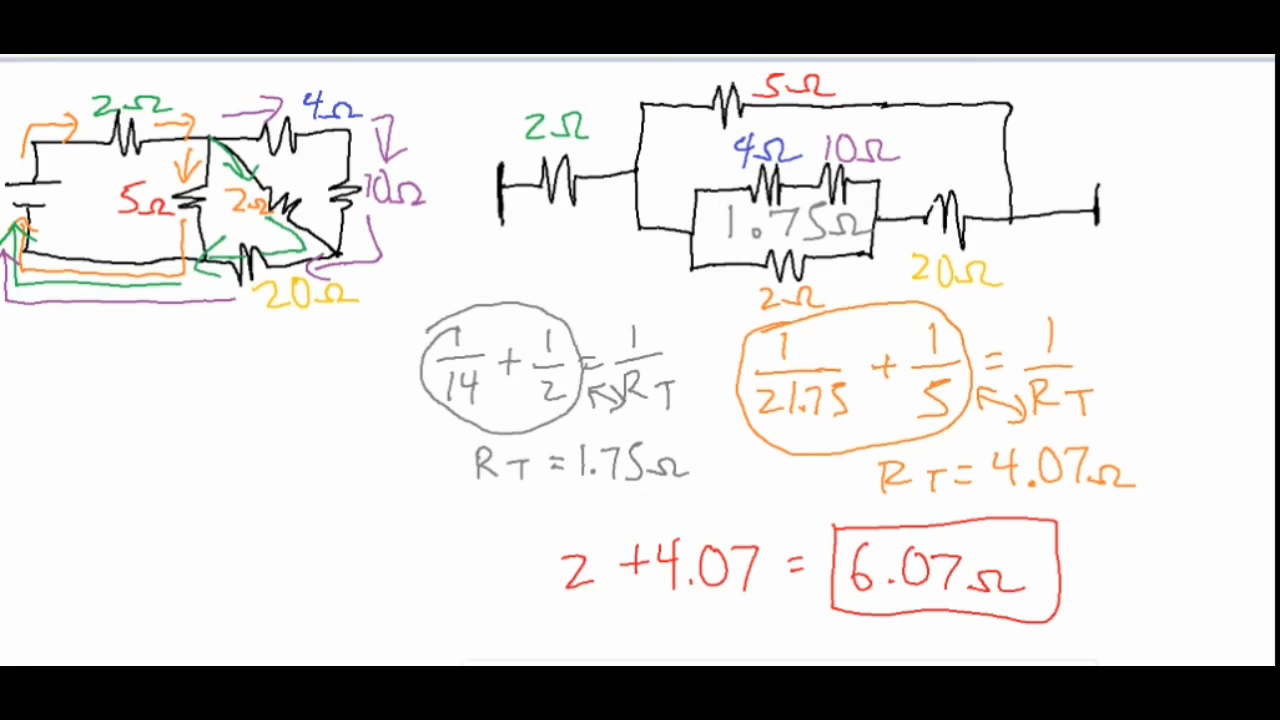 2Ω 4Ω
5Ω 2Ω 10Ω
20Ω
5Ω
2Ω 4Ω 10Ω
1.75Ω
2Ω 20Ω
1/14 + 1/2 = 1/RT
RT = 1.75Ω
1/21.75 + 1/5 = 1/RT
RT = 4.07Ω
2 + 4.07 = 6.07Ω